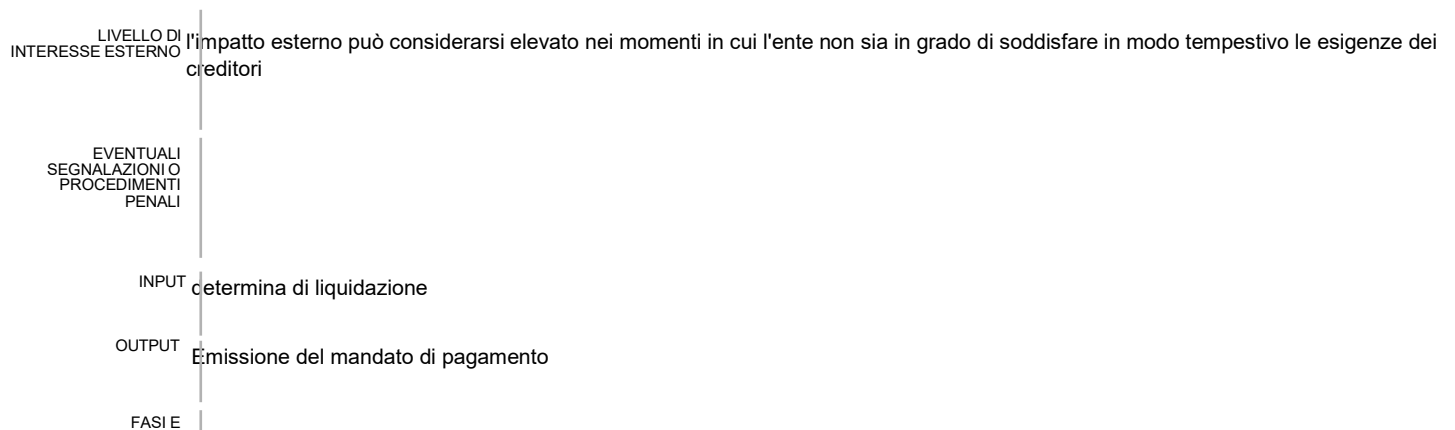 LIVELLO DI
INTERESSE ESTERNO
l'impatto esterno può considerarsi elevato nei momenti in cui l'ente non sia in grado di soddisfare in modo tempestivo le esigenze dei
creditori
EVENTUALI
SEGNALAZIONI O
PROCEDIMENTI
PENALI
INPUT
determina di liquidazione
OUTPUT
Emissione del mandato di pagamento
FASI E